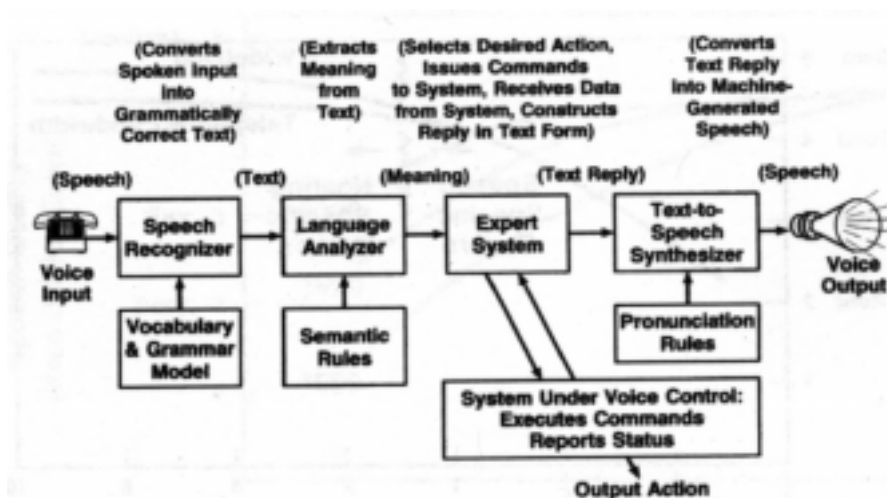 (Converts
Spoken Input
into
Grammatically
Correct Text)
(Extracts
Meaning
from
Text)
(Selects Desired Action,
Issues Commands
to System, Receives Data
from System, Constructs
Reply in Text Form)
(Converts
Text Reply
into Machine-
Generated
Speech)
(Speech)
(Text)
(Meaning)
(Text Reply)
(Speech)
Voice
Input
Speech
Recognizer
Language
Analyzer
Expert
System
Text-to-
Speech
Synthesizer
Voice
Output
Vocabulary
& Grammar
Model
Semantic
Rules
Pronunciation
Rules
System Under Voice Control:
Executes Commands
Reports Status
Output Action